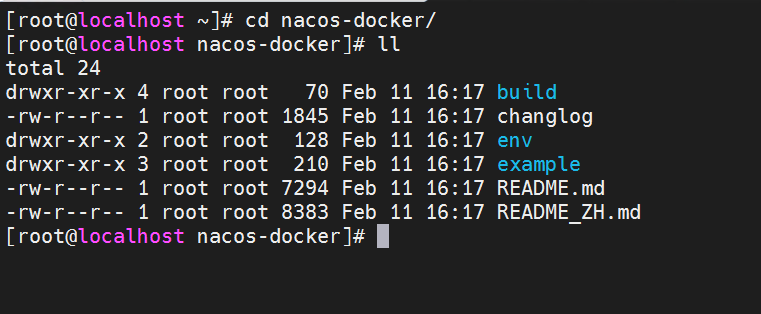 [root@localhost ~]# cd nacos-docker/
[root@localhost nacos-docker]# ll
total 24
drwxr-xr-x 4 root root   70 Feb 11 16:17 build
-rw-r--r-- 1 root root 1845 Feb 11 16:17 changlog
drwxr-xr-x 2 root root  128 Feb 11 16:17 env
drwxr-xr-x 3 root root  210 Feb 11 16:17 example
-rw-r--r-- 1 root root 7294 Feb 11 16:17 README.md
-rw-r--r-- 1 root root 8383 Feb 11 16:17 README_ZH.md
[root@localhost nacos-docker]#